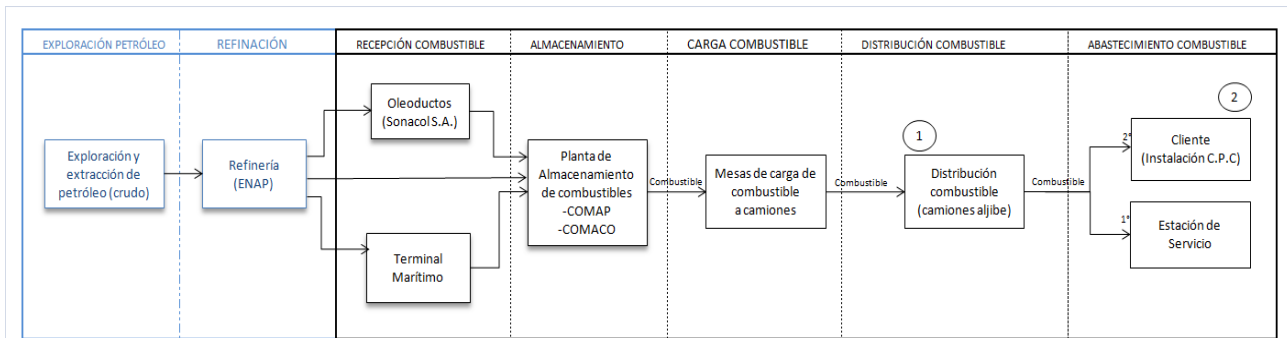 EXPLORACIÓN PETRÓLEO
REFINACIÓN
RECEPCIÓN COMBUSTIBLE
ALMACENAMIENTO
CARGA COMBUSTIBLE
DISTRIBUCIÓN COMBUSTIBLE
ABASTECIMIENTO COMBUSTIBLE
Exploración y
extracción de
petróleo (crudo)
Refinería
(ENAP)
Oleoductos
(Sonacol S.A.)
Terminal
Marítimo
Planta de
Almacenamiento
de combustibles
-COMAP
-COMACO
Combustible
Mesas de carga de
combustible
a camiones
Combustible
1
Distribución
combustible
(camiones aljibe)
Combustible
2
2°
Cliente
(Instalación C.P.C)
1°
Estación de
Servicio